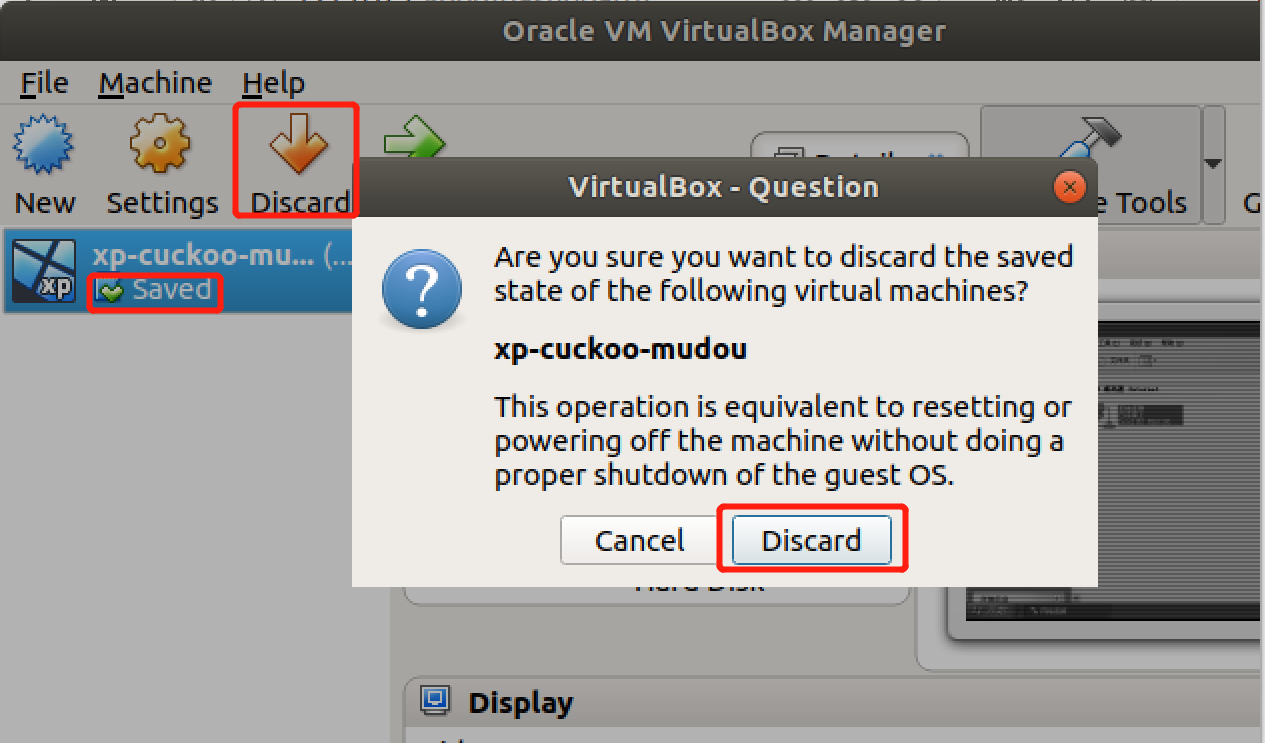 Oracle VM VirtualBox Manager
File Machine Help
New Settings Discard
Tools
xp-cuckoo-mu... (...
xp
Saved
VirtualBox - Question
Are you sure you want to discard the saved
state of the following virtual machines?
xp-cuckoo-mudou
This operation is equivalent to resetting or
powering off the machine without doing a
proper shutdown of the guest OS.
Cancel Discard
Display